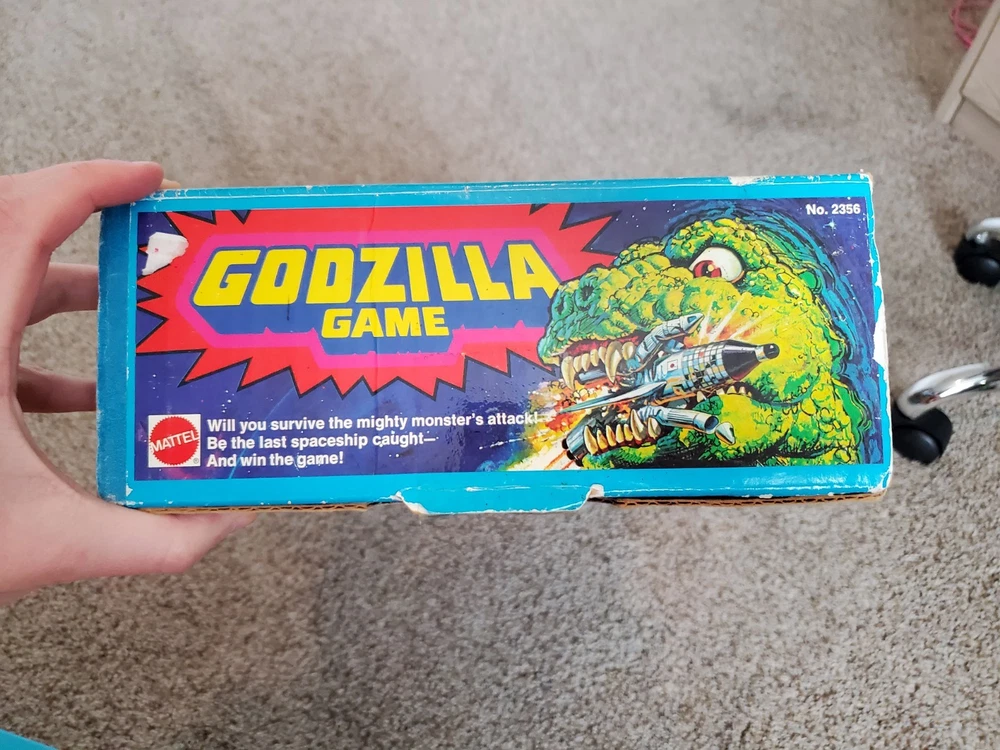 No. 2356
GODZILLA
GAME
MATTEL
Will you survive the mighty monster's attack!
Be the last spaceship caught—
And win the game!